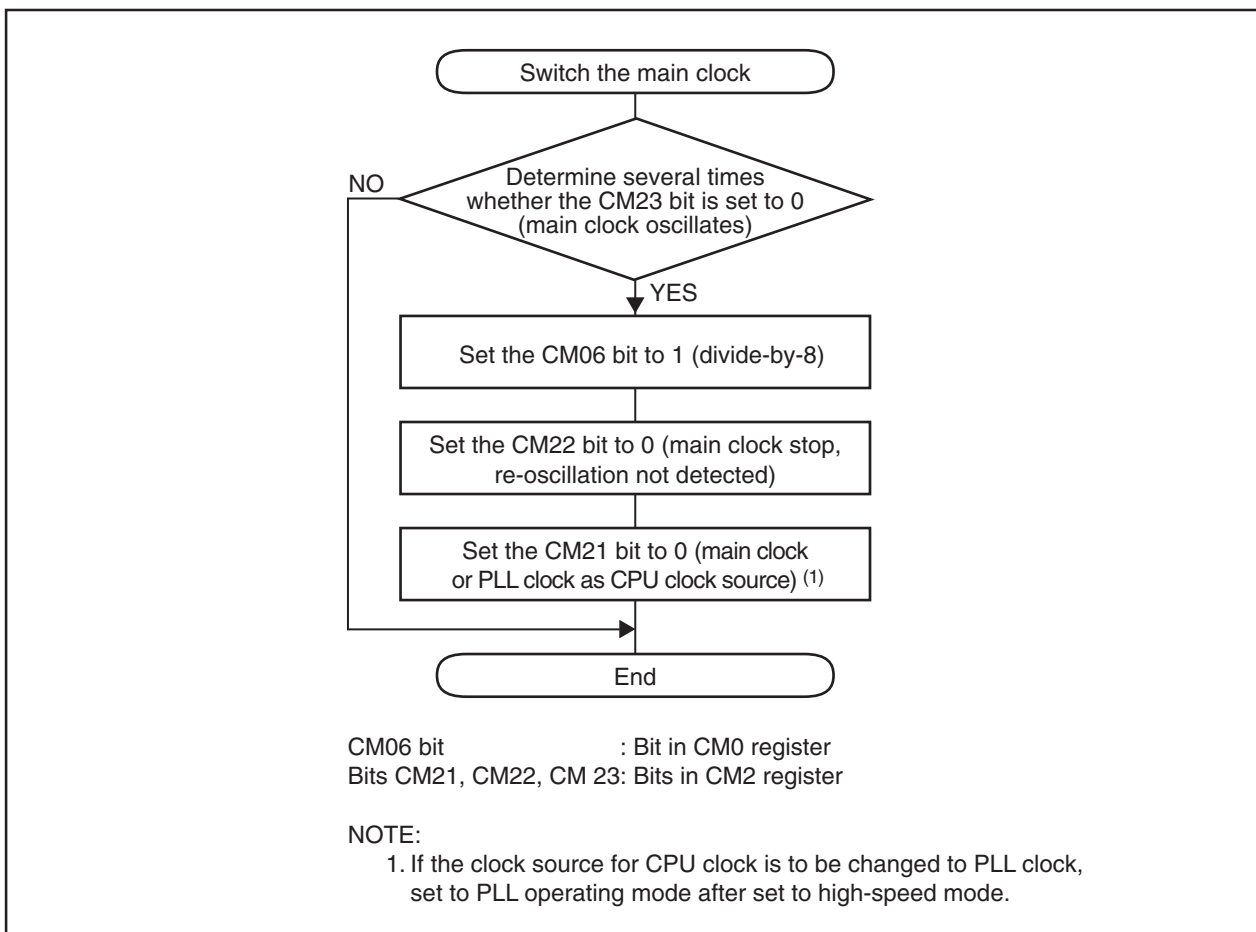 Switch the main clock
Determine several times
whether the CM23 bit is set to 0
(main clock oscillates)
NO
YES
Set the CM06 bit to 1 (divide-by-8)
Set the CM22 bit to 0 (main clock stop,
re-oscillation not detected)
Set the CM21 bit to 0 (main clock
or PLL clock as CPU clock source) (1)
End
CM06 bit : Bit in CM0 register
Bits CM21, CM22, CM 23: Bits in CM2 register
NOTE:
1. If the clock source for CPU clock is to be changed to PLL clock,
set to PLL operating mode after set to high-speed mode.